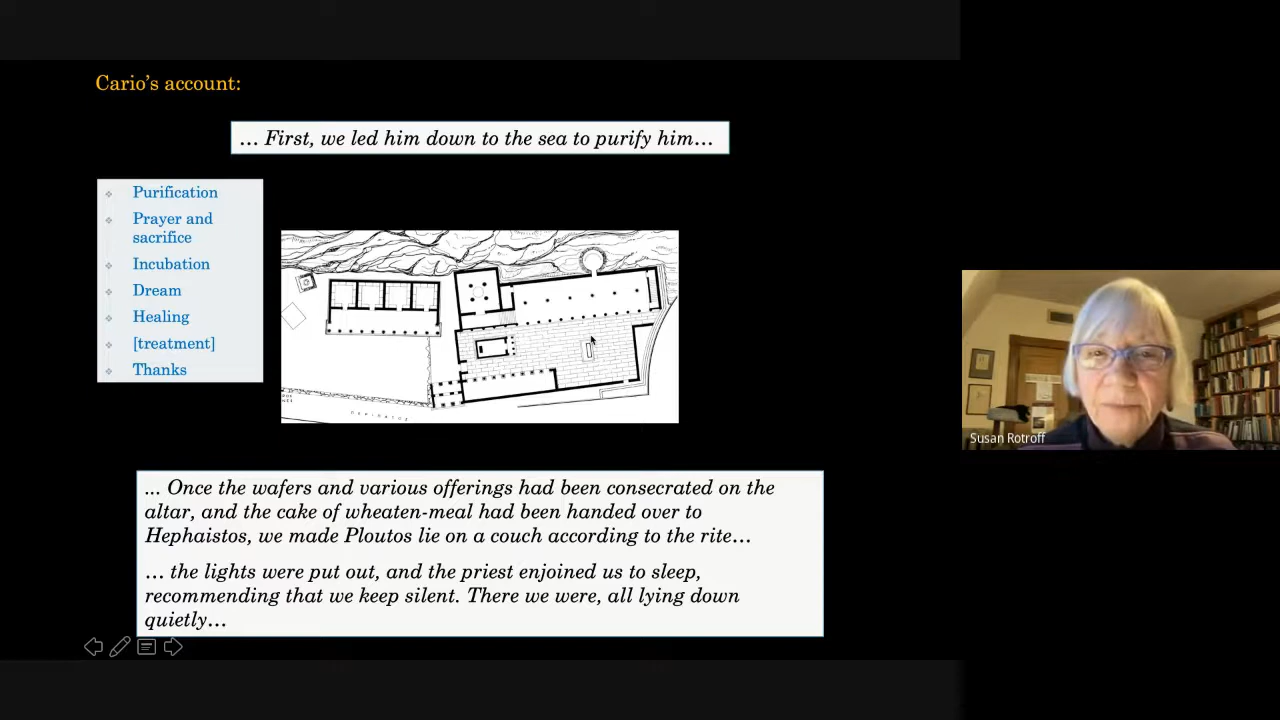 Cario’s account:
… First, we led him down to the sea to purify him…
Purification
Prayer and
sacrifice
Incubation
Dream
Healing
[treatment]
Thanks
... Once the wafers and various offerings had been consecrated on the
altar, and the cake of wheaten-meal had been handed over to
Hephaistos, we made Ploutos lie on a couch according to the rite…
… the lights were put out, and the priest enjoined us to sleep,
recommending that we keep silent. There we were, all lying down
quietly…
Susan Rotroff